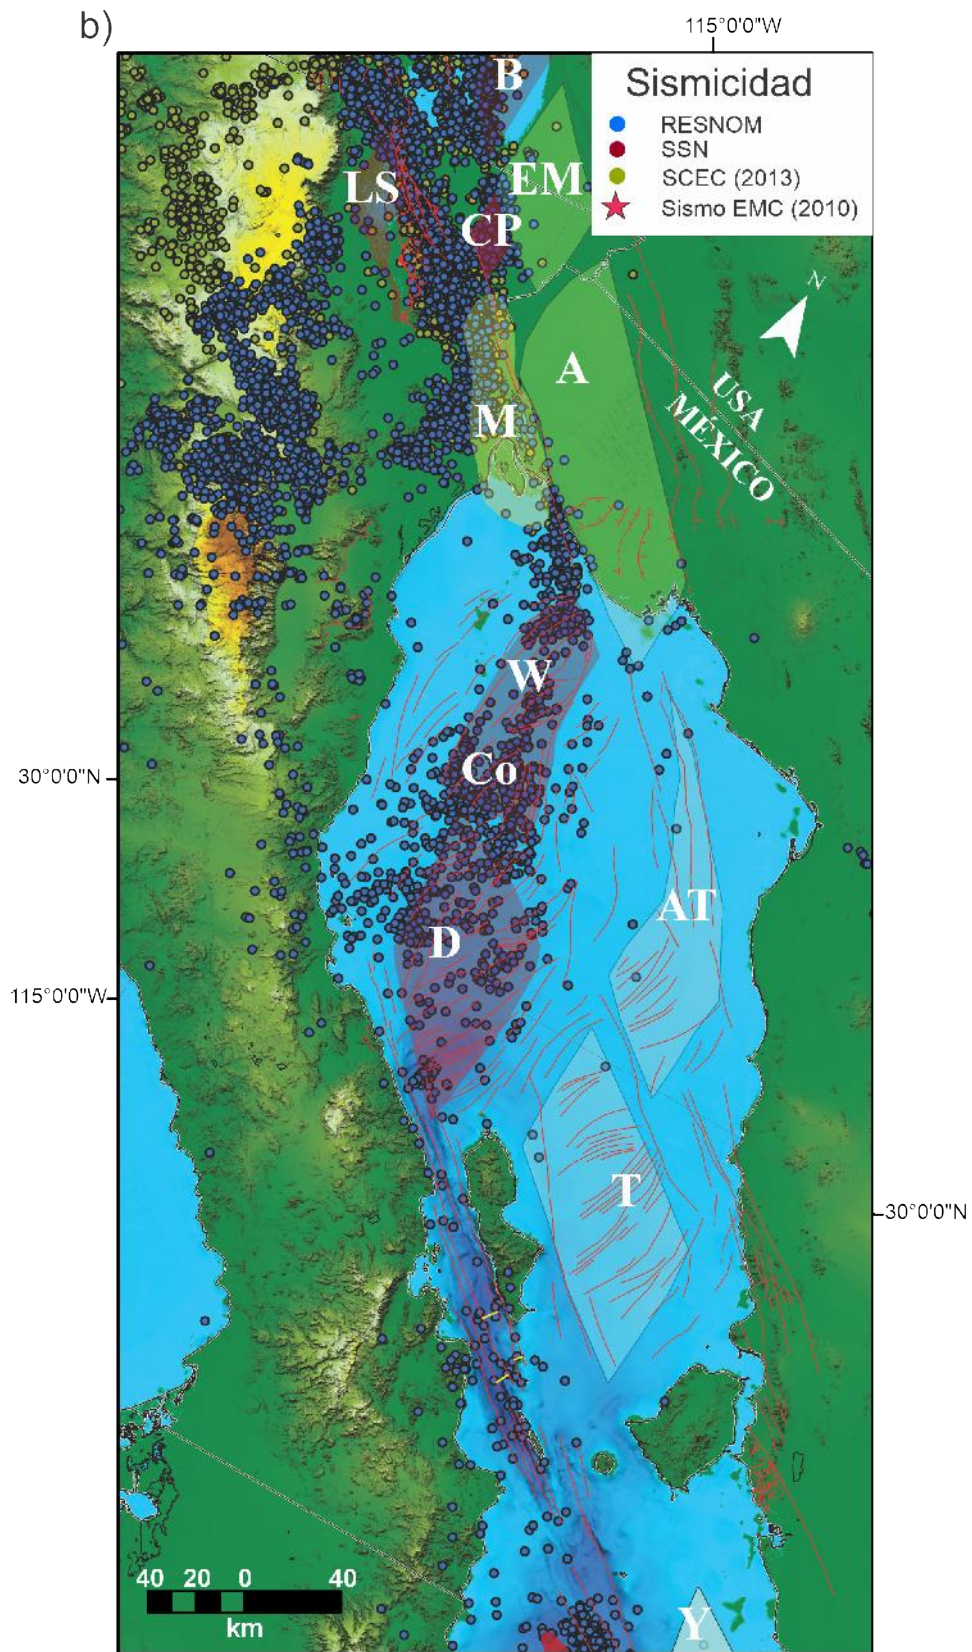 b)
115°0'0"W
Sismicidad
RESNOM
SSN
SCEC (2013)
Sismo EMC (2010)
B
LS
EM
CP
N
A
USA
MÉXICO
M
W
30°0'0"N
Co
AT
D
115°0'0"W
T
30°0'0"N
40 20 0 40
km
Y